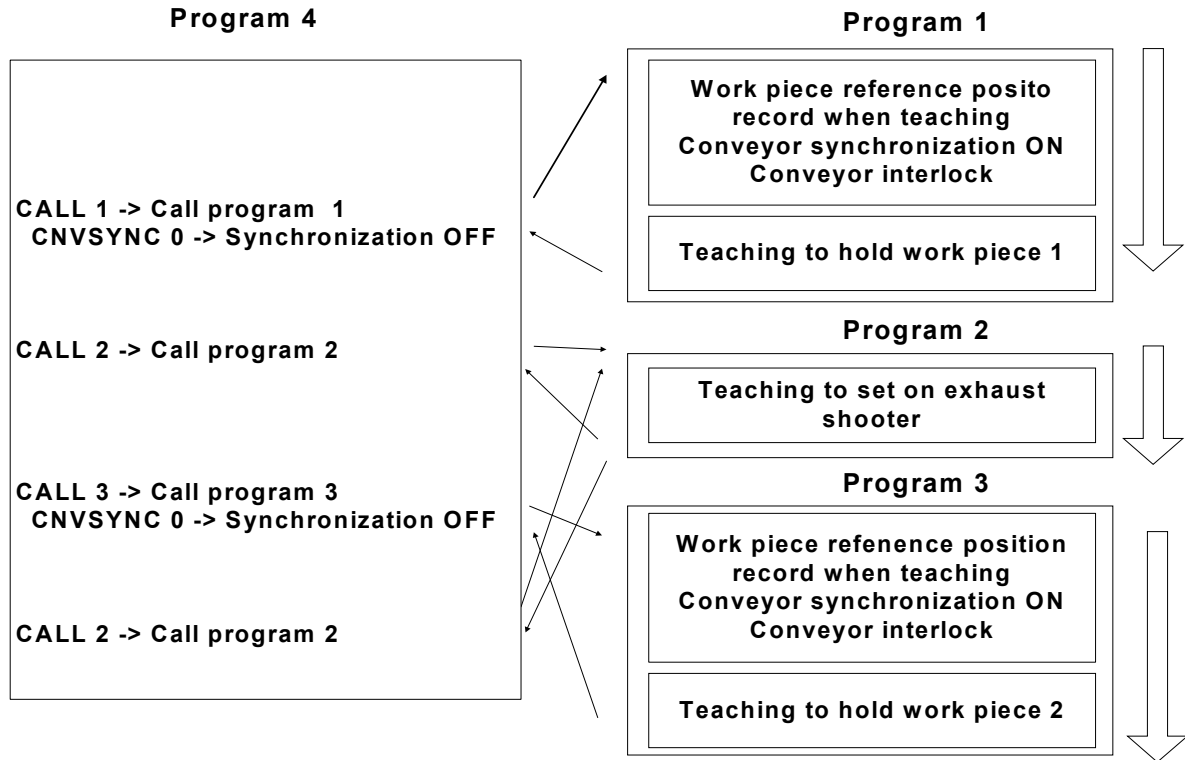 Program 4
CALL 1 -> Call program 1
CNVSYNC 0 -> Synchronization OFF
CALL 2 -> Call program 2
CALL 3 -> Call program 3
CNVSYNC 0 -> Synchronization OFF
CALL 2 -> Call program 2
Program 1
Work piece reference posito
record when teaching
Conveyor synchronization ON
Conveyor interlock
Teaching to hold work piece 1
Program 2
Teaching to set on exhaust
shooter
Program 3
Work piece refenence position
record when teaching
Conveyor synchronization ON
Conveyor interlock
Teaching to hold work piece 2